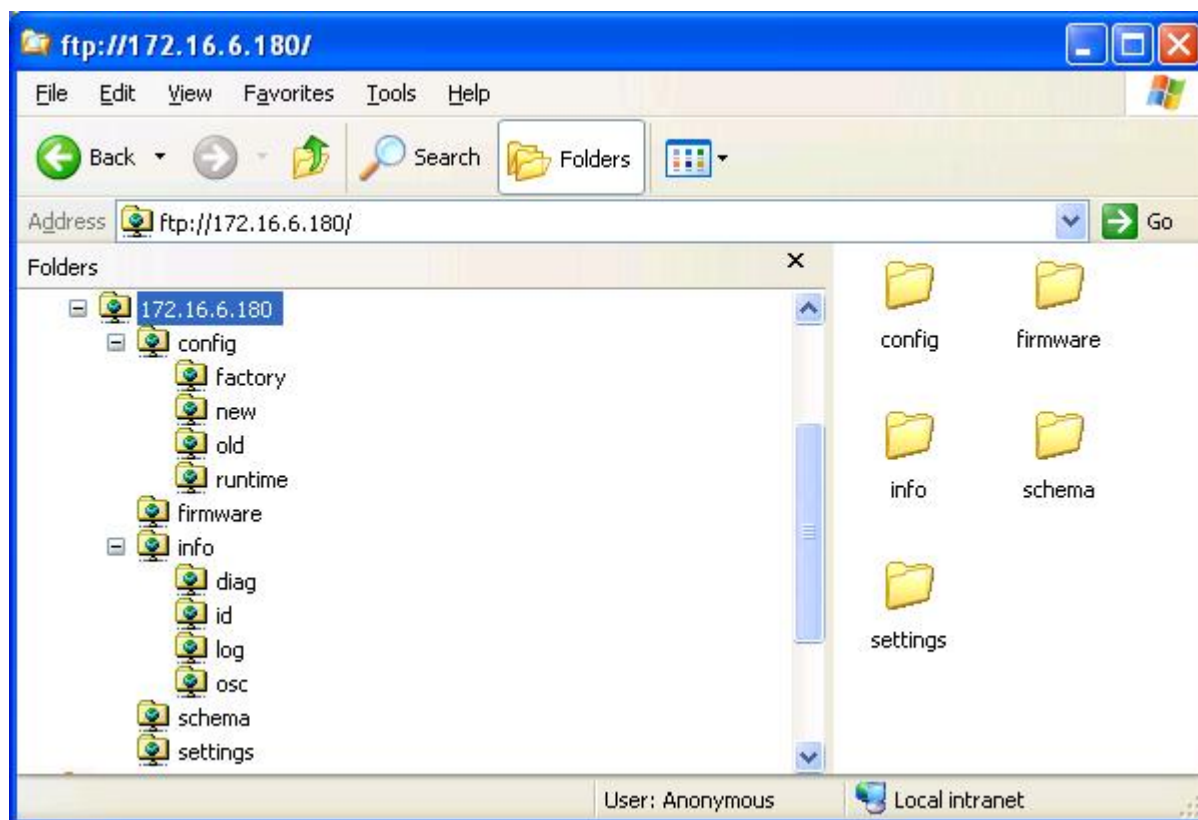 ftp://172.16.6.180/
File Edit View Favorites Tools Help
Back Search Folders
Address ftp://172.16.6.180/ Go
Folders
172.16.6.180
config
factory
new
old
runtime
firmware
info
diag
id
log
osc
schema
settings
config firmware
info schema
settings
User: Anonymous Local intranet